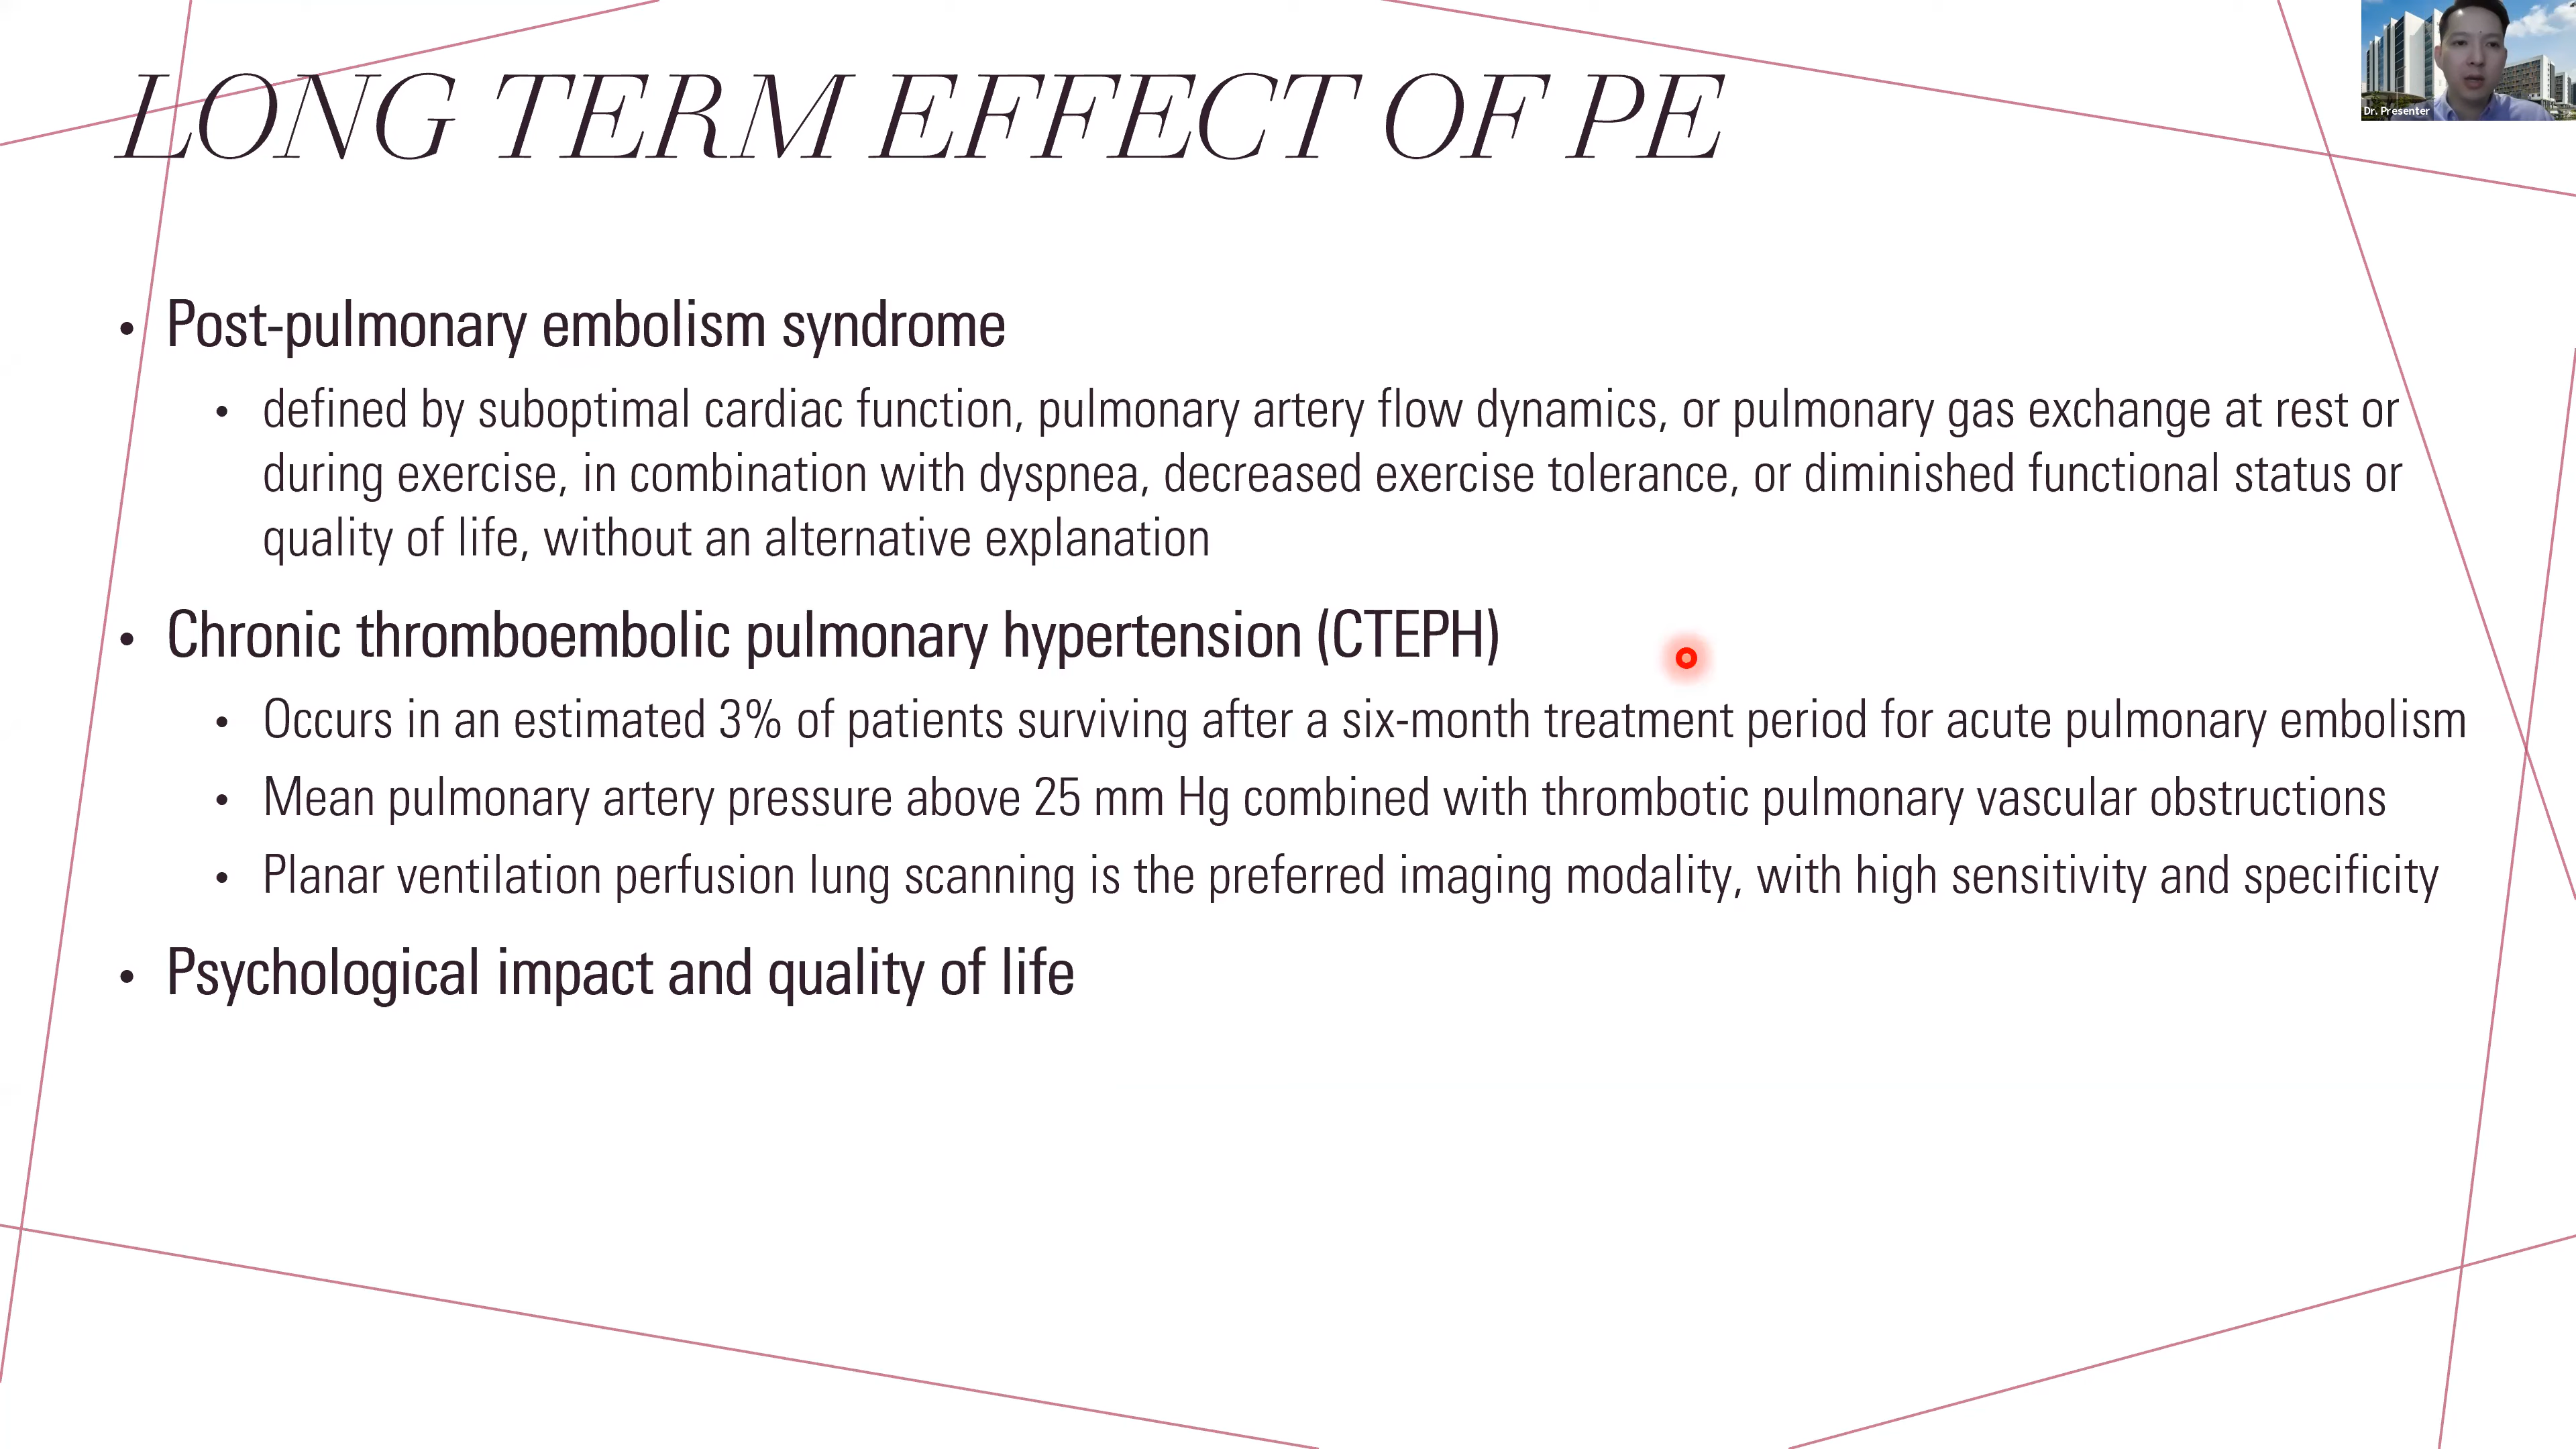 LONG TERM EFFECT OF PE
Dr. Presenter
• Post-pulmonary embolism syndrome
• defined by suboptimal cardiac function, pulmonary artery flow dynamics, or pulmonary gas exchange at rest or
during exercise, in combination with dyspnea, decreased exercise tolerance, or diminished functional status or
quality of life, without an alternative explanation
• Chronic thromboembolic pulmonary hypertension (CTEPH)
• Occurs in an estimated 3% of patients surviving after a six-month treatment period for acute pulmonary embolism
• Mean pulmonary artery pressure above 25 mm Hg combined with thrombotic pulmonary vascular obstructions
• Planar ventilation perfusion lung scanning is the preferred imaging modality, with high sensitivity and specificity
• Psychological impact and quality of life